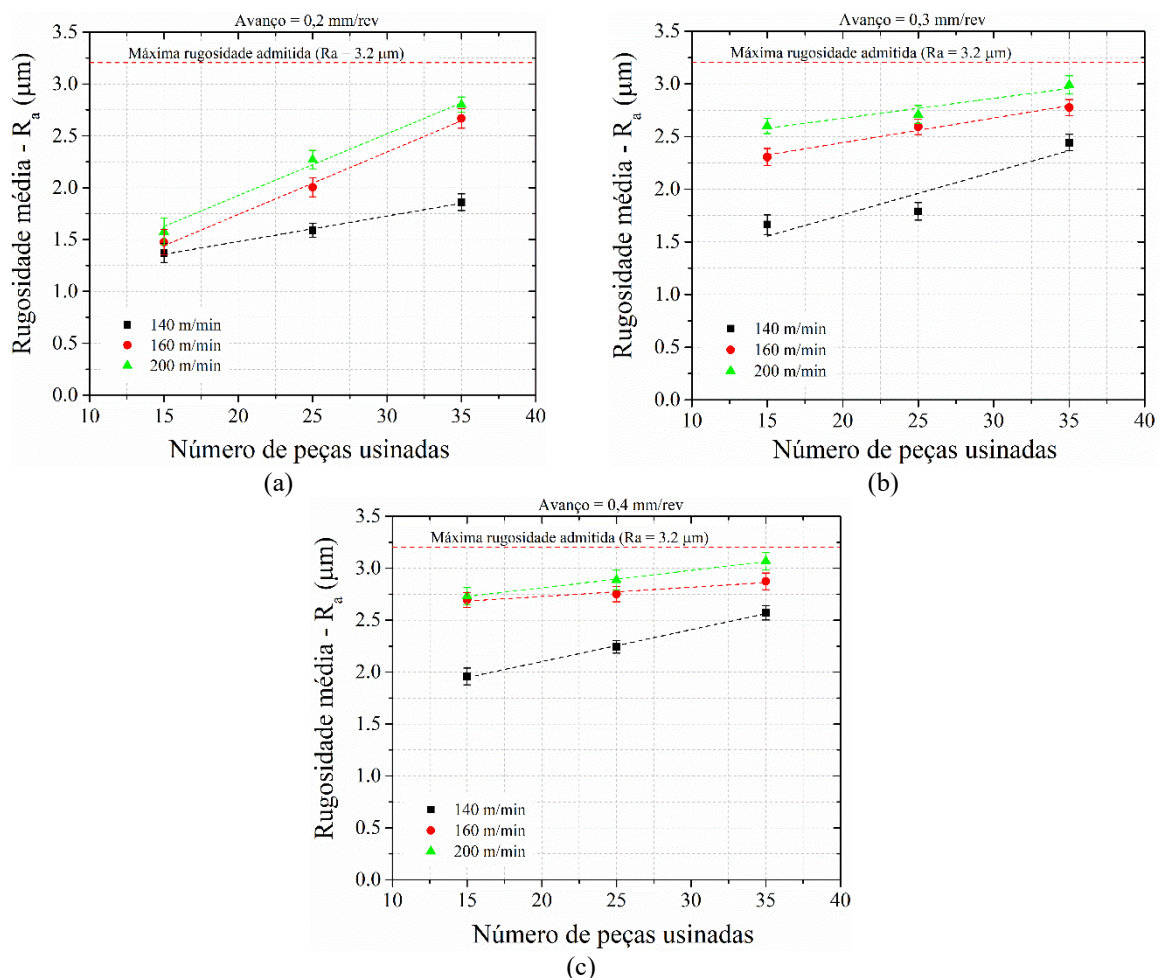 Avanço = 0,2 mm/rev
Máxima rugosidade admitida (Ra = 3.2 μm)
Rugosidade média - Ra (μm)
3.5
3.0
2.5
2.0
1.5
1.0
0.5
0.0
140 m/min
160 m/min
200 m/min
10 15 20 25 30 35 40
Número de peças usinadas
(a)
Avanço = 0,3 mm/rev
Máxima rugosidade admitida (Ra = 3.2 μm)
Rugosidade média - Ra (μm)
3.5
3.0
2.5
2.0
1.5
1.0
0.5
0.0
140 m/min
160 m/min
200 m/min
10 15 20 25 30 35 40
Número de peças usinadas
(b)
Avanço = 0,4 mm/rev
Máxima rugosidade admitida (Ra = 3.2 μm)
Rugosidade média - Ra (μm)
3.5
3.0
2.5
2.0
1.5
1.0
0.5
0.0
140 m/min
160 m/min
200 m/min
10 15 20 25 30 35 40
Número de peças usinadas
(c)